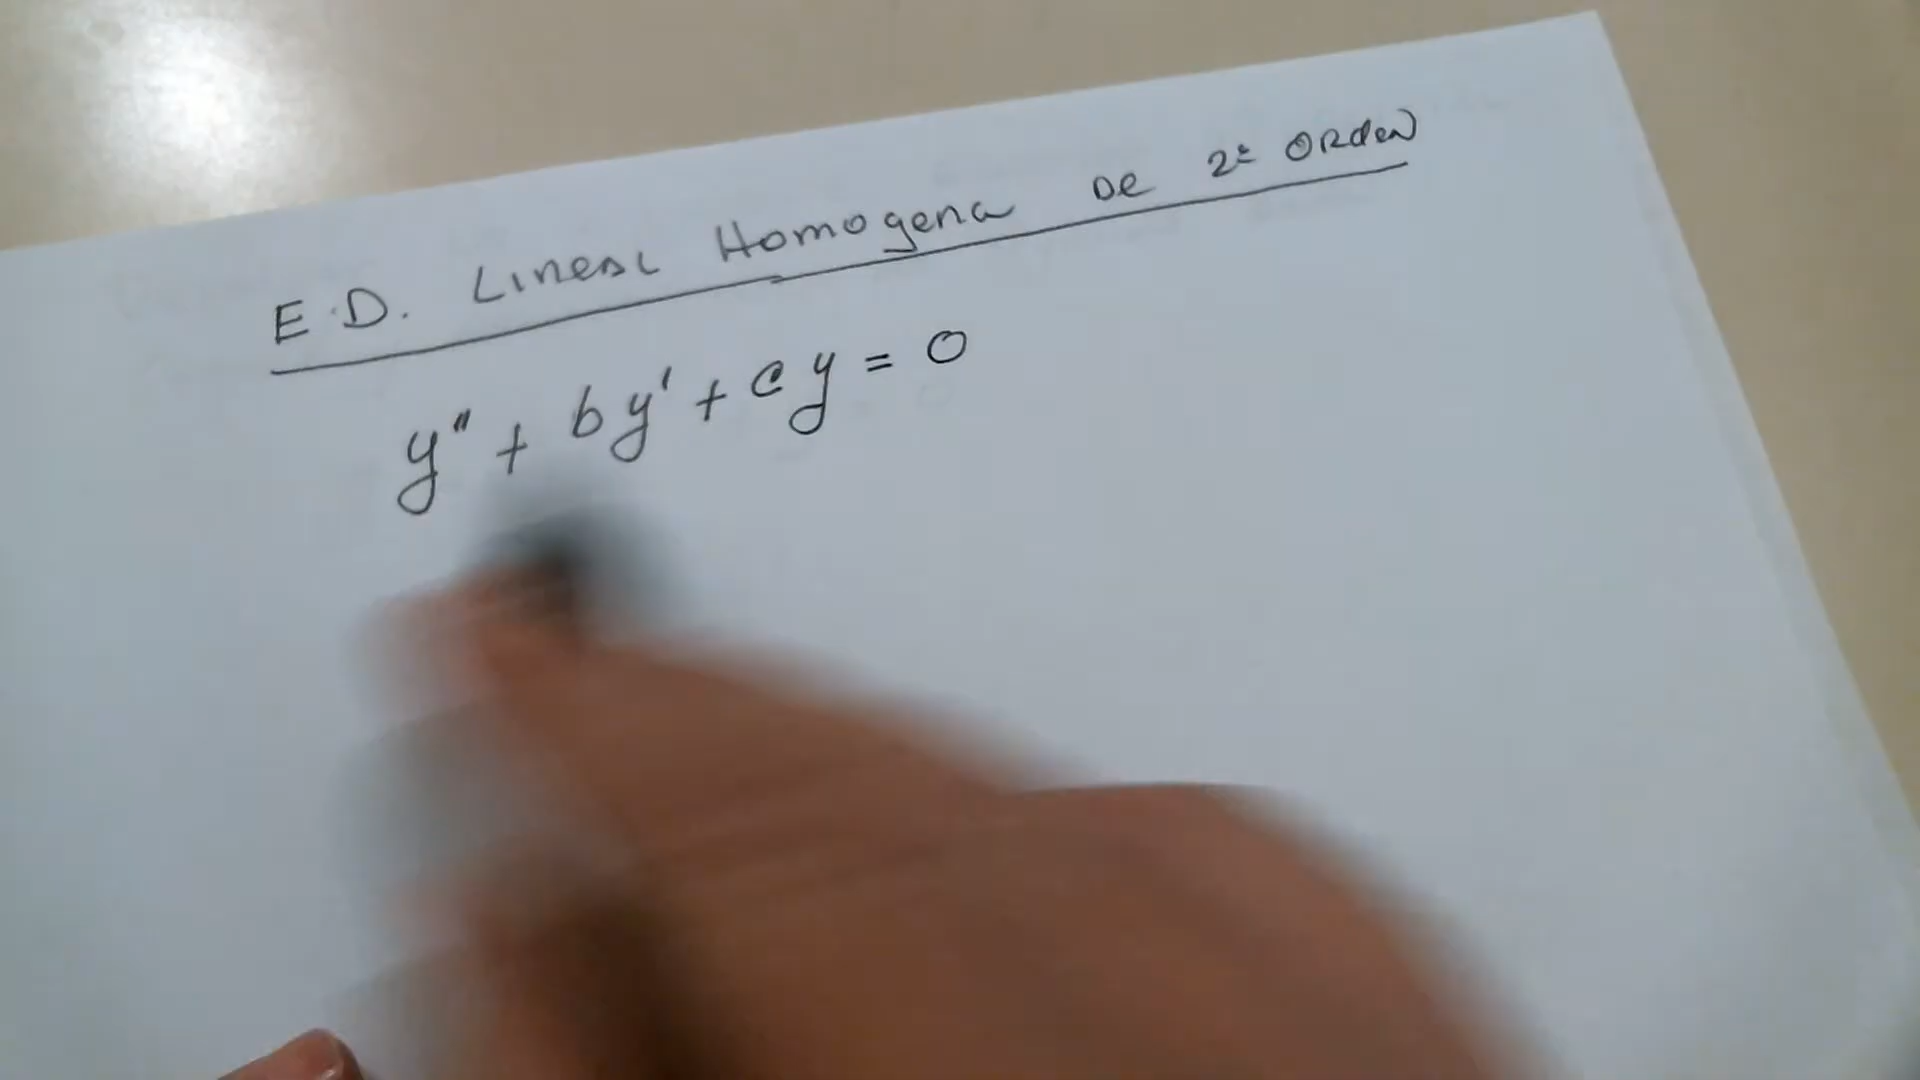 E.D. Lineal Homogena De 2º Orden
y" + by' + cy = 0